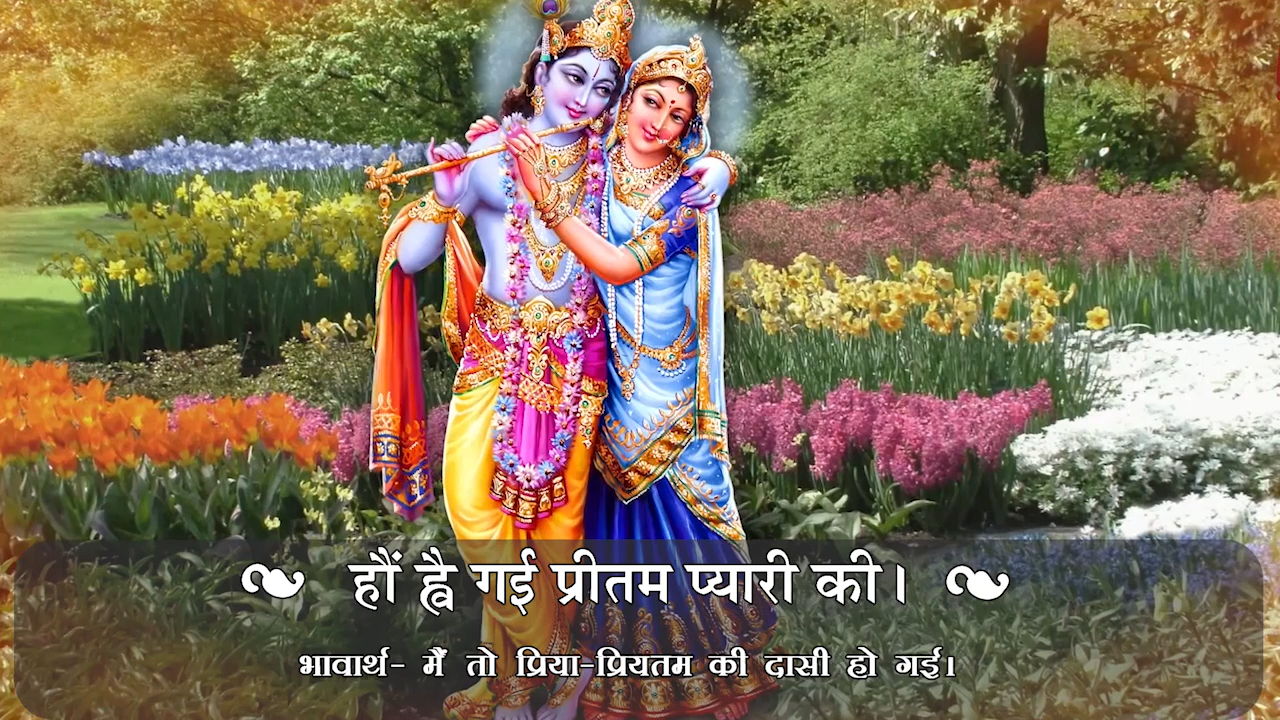 हौं ह्वै गई प्रीतम प्यारी की।
भावार्थ- मैं तो प्रिया-प्रियतम की दासी हो गई।